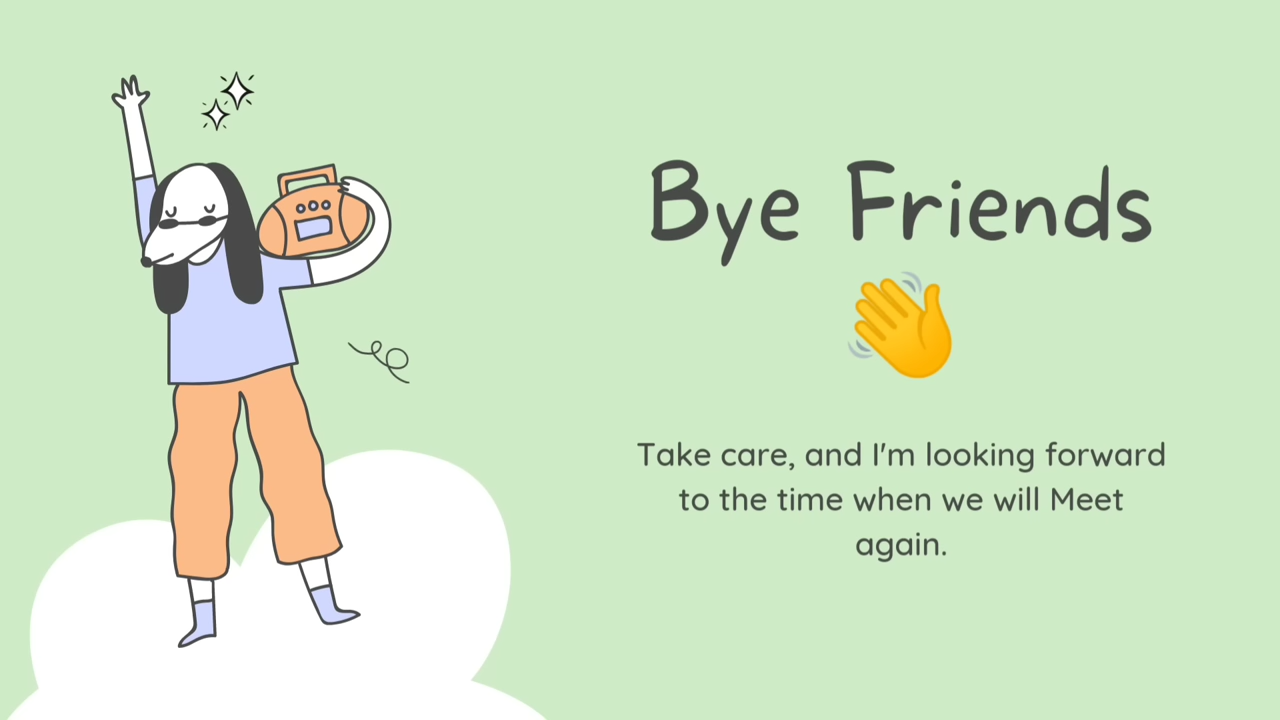 Bye Friends
👋
Take care, and I'm looking forward
to the time when we will Meet
again.